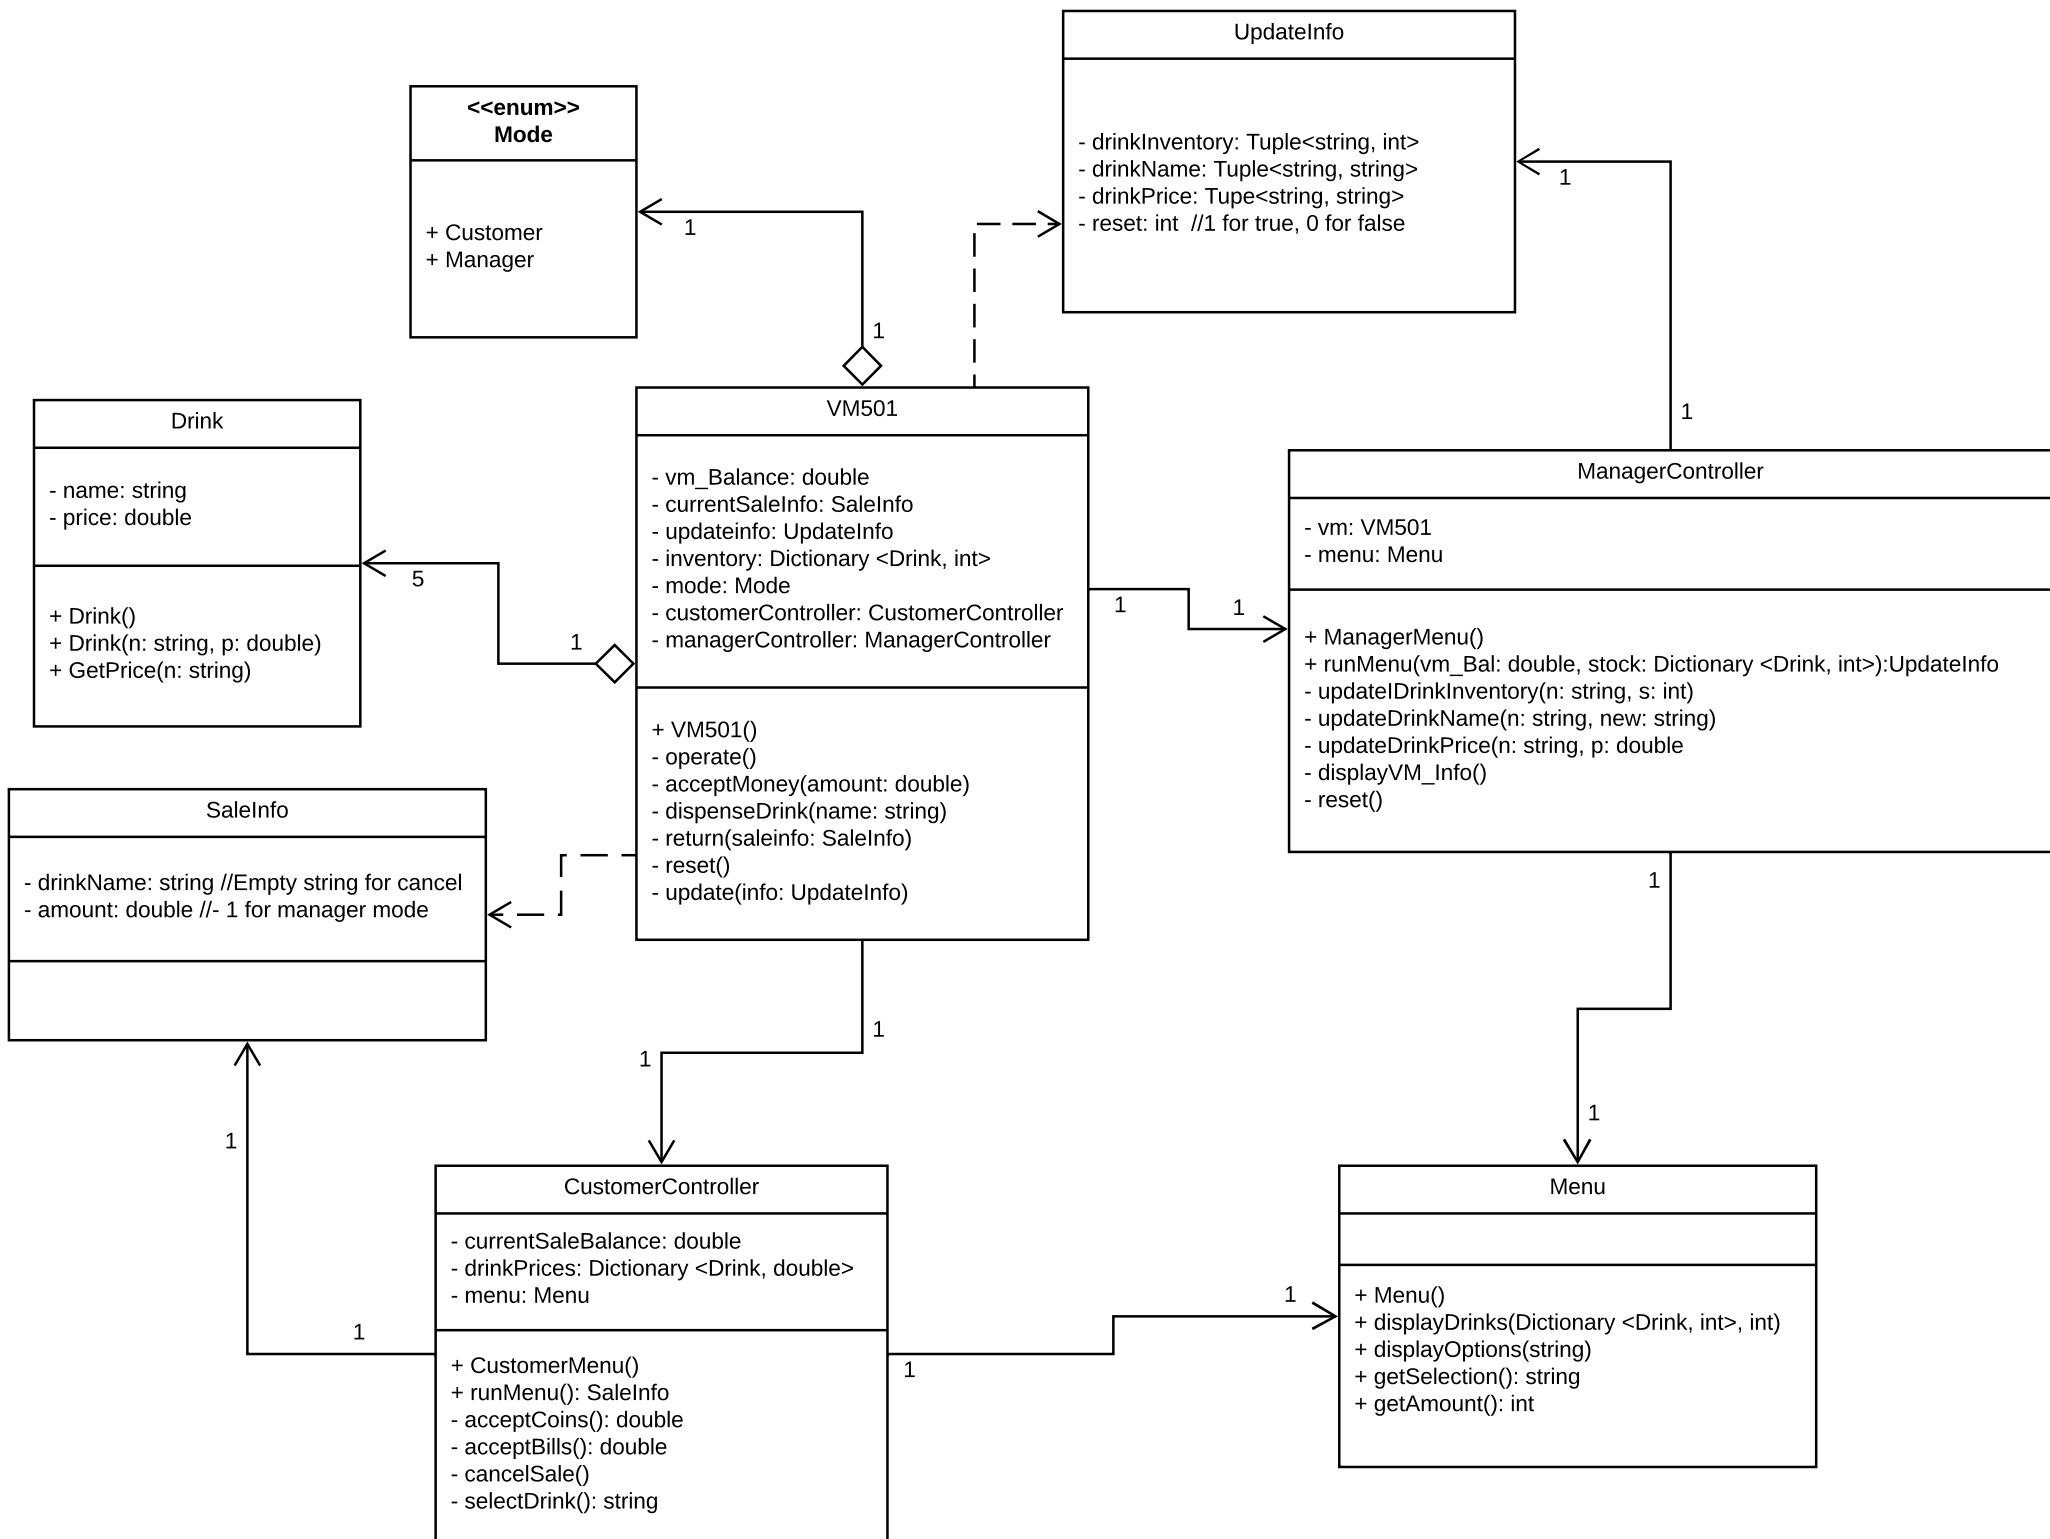 UpdateInfo
- drinkInventory: Tuple<string, int>
- drinkName: Tuple<string, string>
- drinkPrice: Tupe<string, string>
- reset: int  //1 for true, 0 for false
<<enum>>
Mode
+ Customer
+ Manager
1
1
1
1
Drink
- name: string
- price: double
+ Drink()
+ Drink(n: string, p: double)
+ GetPrice(n: string)
5
1
VM501
- vm_Balance: double
- currentSaleInfo: SaleInfo
- updateinfo: UpdateInfo
- inventory: Dictionary <Drink, int>
- mode: Mode
- customerController: CustomerController
- managerController: ManagerController
+ VM501()
- operate()
- acceptMoney(amount: double)
- dispenseDrink(name: string)
- return(saleinfo: SaleInfo)
- reset()
- update(info: UpdateInfo)
1
1
ManagerController
- vm: VM501
- menu: Menu
+ ManagerMenu()
+ runMenu(vm_Bal: double, stock: Dictionary <Drink, int>):UpdateInfo
- updateIDrinkInventory(n: string, s: int)
- updateDrinkName(n: string, new: string)
- updateDrinkPrice(n: string, p: double
- displayVM_Info()
- reset()
SaleInfo
- drinkName: string //Empty string for cancel
- amount: double //- 1 for manager mode
1
1
1
1
1
1
CustomerController
- currentSaleBalance: double
- drinkPrices: Dictionary <Drink, double>
- menu: Menu
+ CustomerMenu()
+ runMenu(): SaleInfo
- acceptCoins(): double
- acceptBills(): double
- cancelSale()
- selectDrink(): string
1
1
Menu
+ Menu()
+ displayDrinks(Dictionary <Drink, int>, int)
+ displayOptions(string)
+ getSelection(): string
+ getAmount(): int